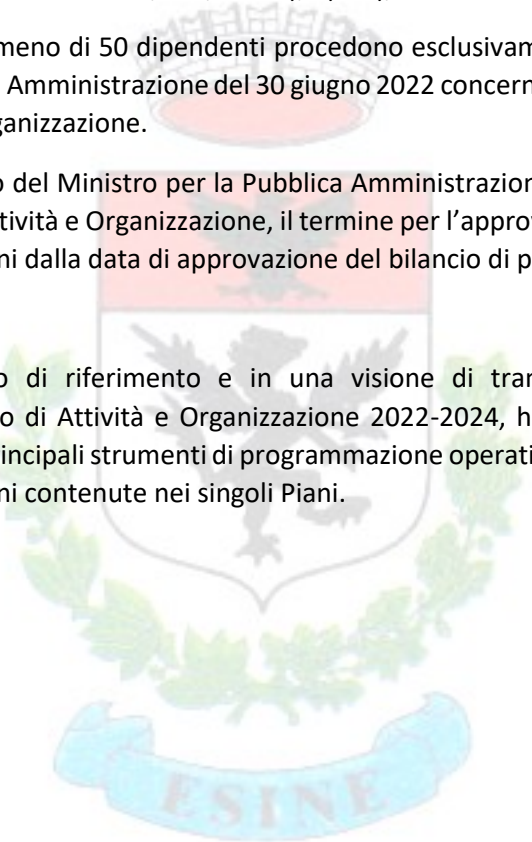 meno di 50 dipendenti procedono esclusivam
Amministrazione del 30 giugno 2022 concern
ganizzazione.
o del Ministro per la Pubblica Amministrazion
ttività e Organizzazione, il termine per l’approv
ni dalla data di approvazione del bilancio di p
o di riferimento e in una visione di tran
o di Attività e Organizzazione 2022-2024, h
rincipali strumenti di programmazione operati
ni contenute nei singoli Piani.
ESINE